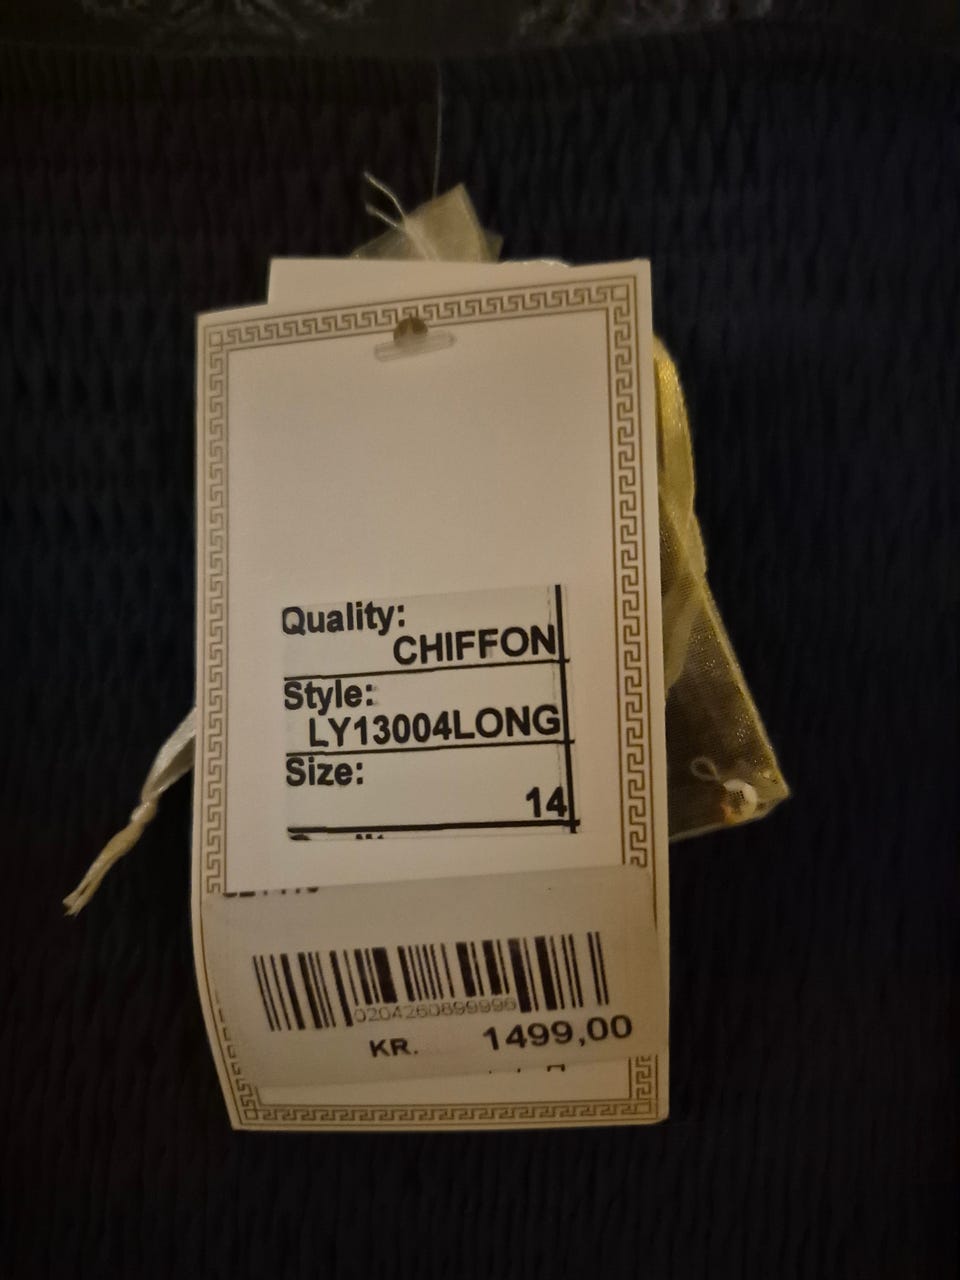 Quality:
CHIFFON
Style:
LY13004LONG
Size:
14
0204260899996
KR. 1499,00